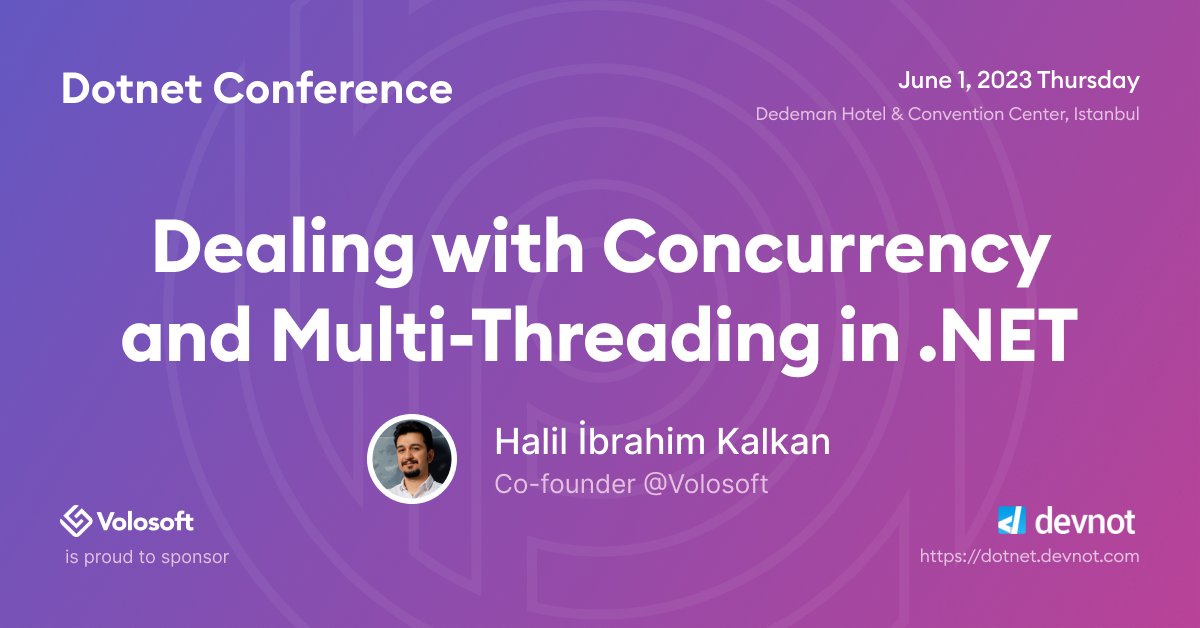 Dotnet Conference
June 1, 2023 Thursday
Dedeman Hotel & Convention Center, Istanbul
Dealing with Concurrency
and Multi-Threading in .NET
Halil İbrahim Kalkan
Co-founder @Volosoft
Volosoft
is proud to sponsor
devnot
https://dotnet.devnot.com